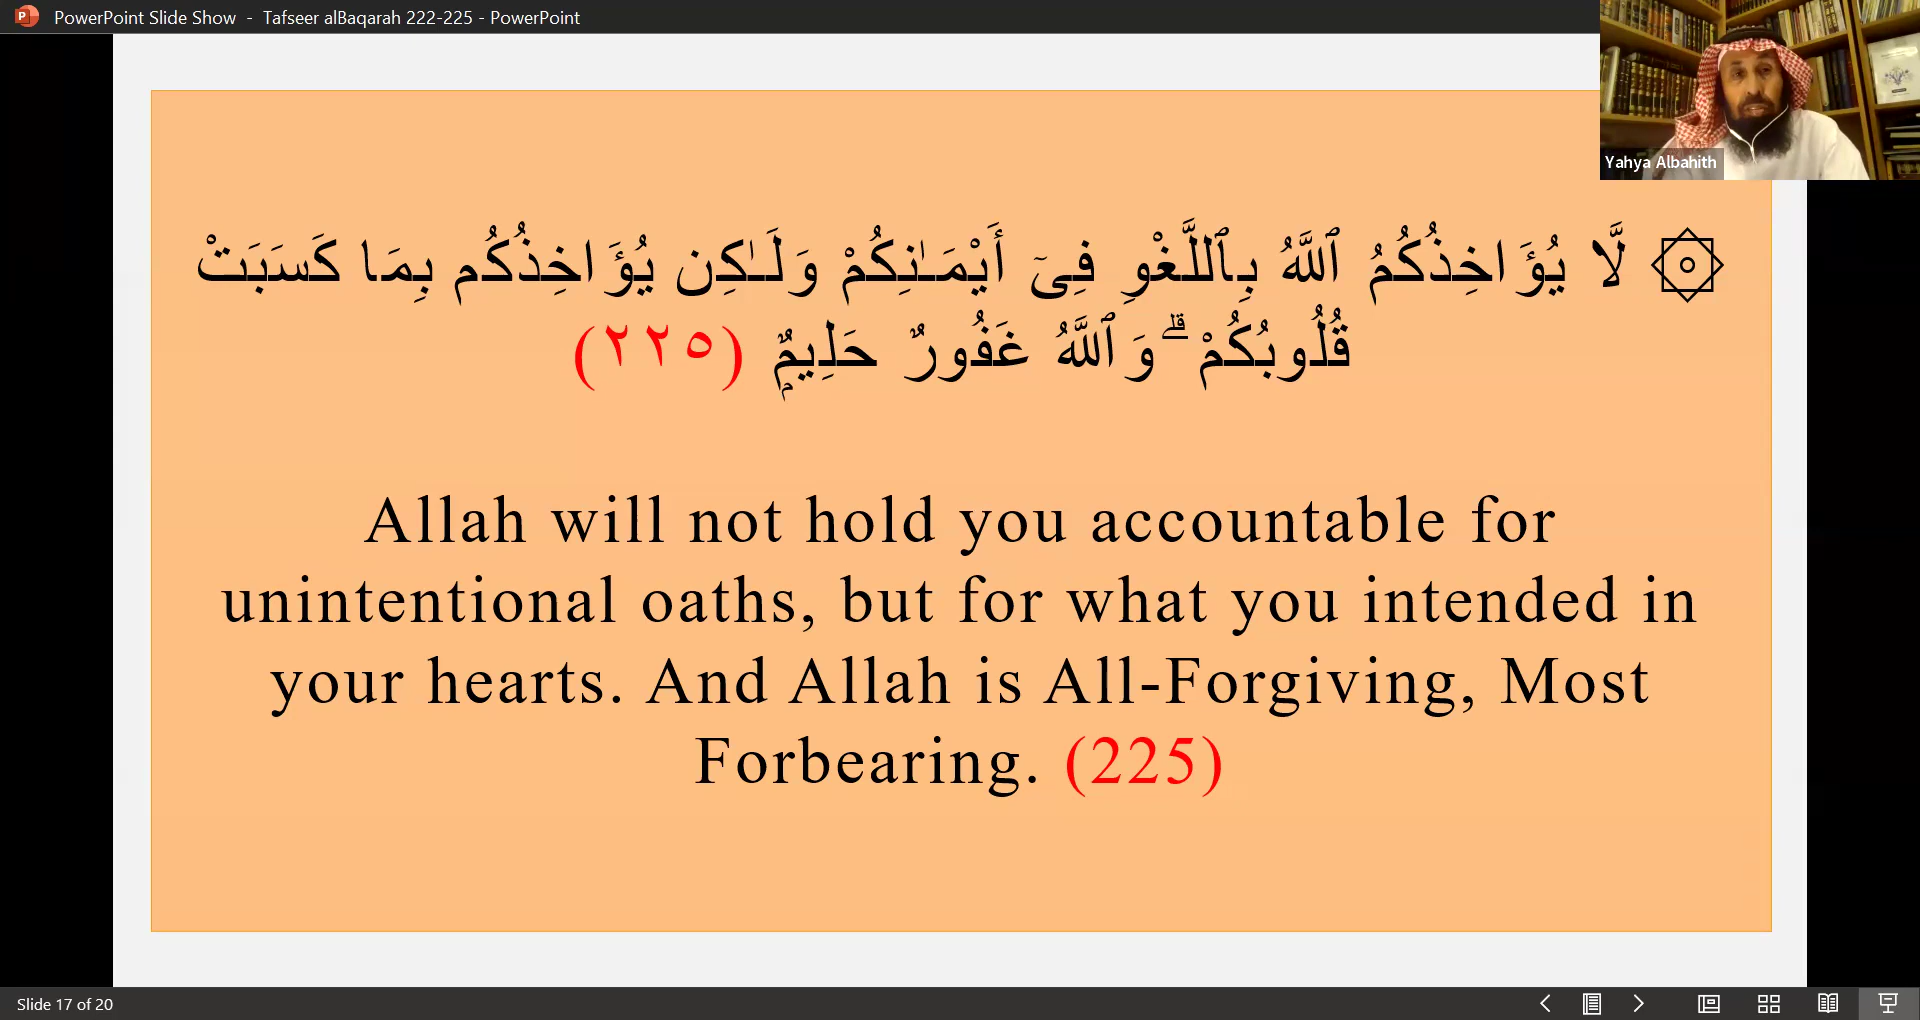 PowerPoint Slide Show - Tafseer alBaqarah 222-225 - PowerPoint
Yahya Albahith
۞ لَّا يُؤَاخِذُكُمُ ٱللَّهُ بِٱللَّغْوِ فِىٓ أَيْمَـٰنِكُمْ وَلَـٰكِن يُؤَاخِذُكُم بِمَا كَسَبَتْ
قُلُوبُكُمْ ۗ وَٱللَّهُ غَفُورٌ حَلِيمٌۭ (٢٢٥)
Allah will not hold you accountable for
unintentional oaths, but for what you intended in
your hearts. And Allah is All-Forgiving, Most
Forbearing. (225)
Slide 17 of 20